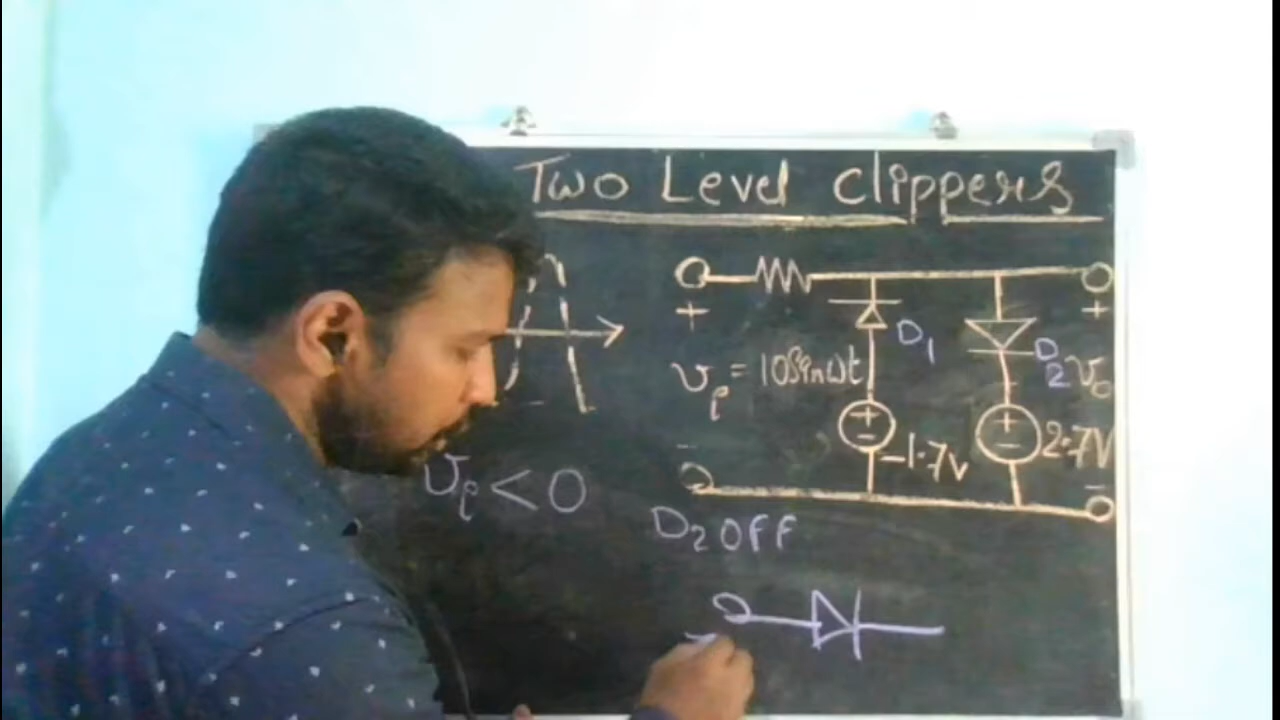 Two Level Clippers
+
+
D1
vi = 10Sinωt
D2
vo
+
-
-1.7V
+
-
2.7V
-
-
vi < 0
D2 OFF